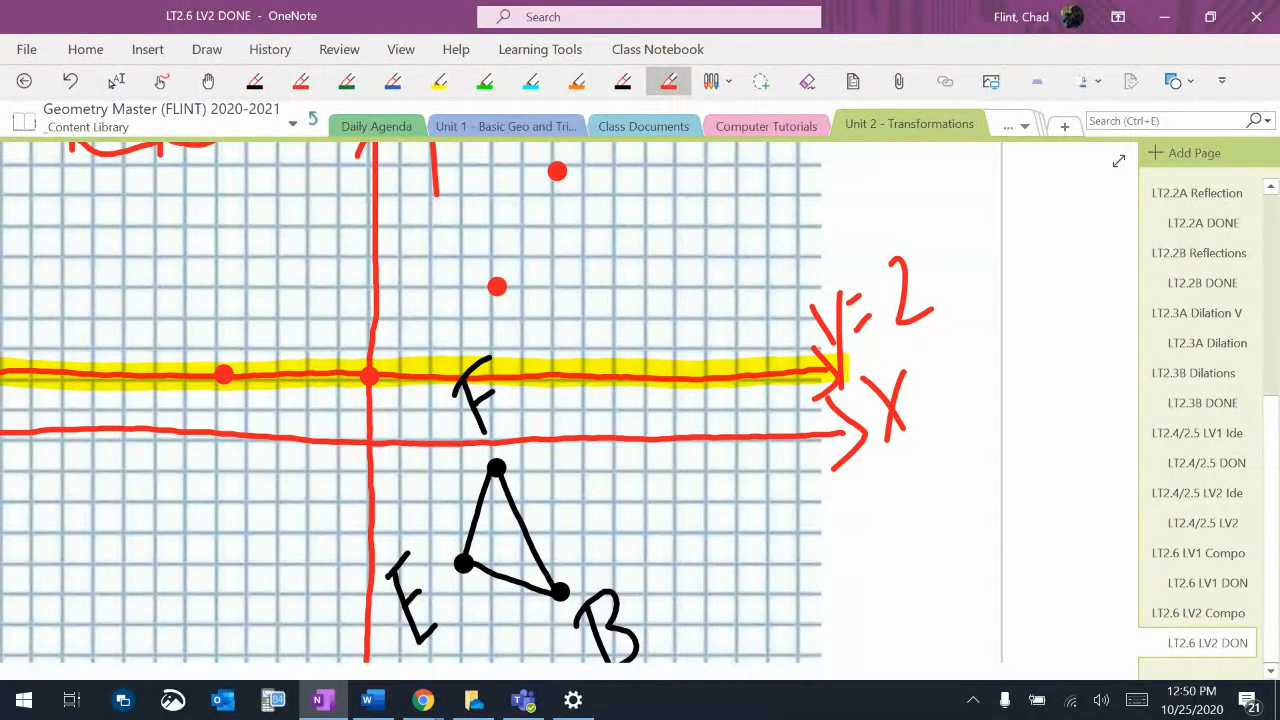 LT2.6 LV2 DONE - OneNote
Search
Flint, Chad
File Home Insert Draw History Review View Help Learning Tools Class Notebook
Geometry Master (FLINT) 2020-2021
_Content Library
Daily Agenda
Unit 1 - Basic Geo and Tri...
Class Documents
Computer Tutorials
Unit 2 - Transformations
...
Search (Ctrl+E)
Add Page
LT2.2A Reflection
LT2.2A DONE
LT2.2B Reflections
LT2.2B DONE
LT2.3A Dilation V
LT2.3A Dilation
LT2.3B Dilations
LT2.3B DONE
LT2.4/2.5 LV1 Ide
LT2.4/2.5 DON
LT2.4/2.5 LV2 Ide
LT2.4/2.5 LV2
LT2.6 LV1 Compo
LT2.6 LV1 DON
LT2.6 LV2 Compo
LT2.6 LV2 DON
y=2
x
F
E
B
12:50 PM
10/25/2020
21